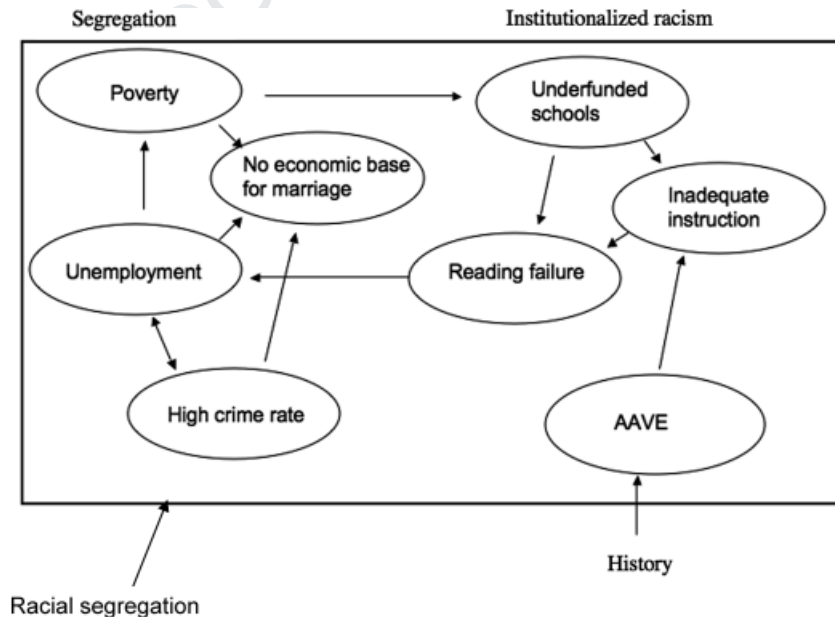 Segregation
Institutionalized racism
Poverty
Underfunded
schools
No economic base
for marriage
Inadequate
instruction
Unemployment
Reading failure
High crime rate
AAVE
History
Racial segregation